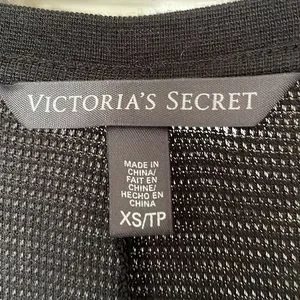 VICTORIA'S SECRET
MADE IN
CHINA/
FAIT EN
CHINE/
HECHO EN
CHINA
XS/TP